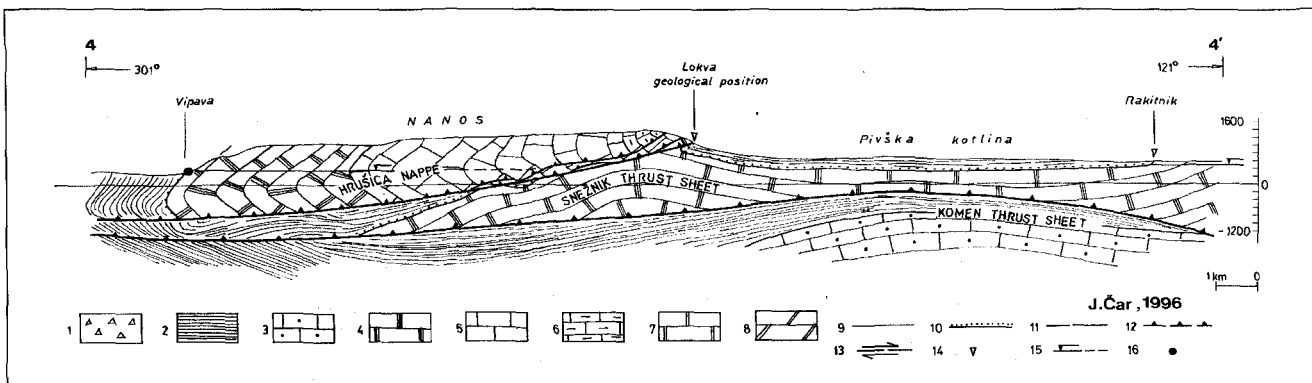 4 4'
301° 121°
Vipava
NANOS
Lokva
geological position
Rakitnik
Pivška kotlina
1600
0
-1200
HRUŠICA NAPPE
SNEŽNIK THRUST SHEET
KOMEN THRUST SHEET
1 km 0
J.Čar, 1996
1 2 3 4 5 6 7 8 9 10 11 12
13 14 15 16